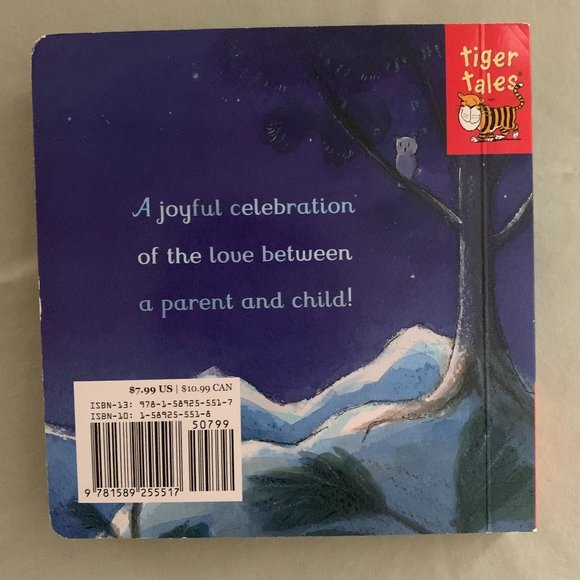 tiger
tales®
A joyful celebration
of the love between
a parent and child!
$7.99 US | $10.99 CAN
ISBN-13: 978-1-58925-551-7
ISBN-10: 1-58925-551-8
50799
9 781589 255517